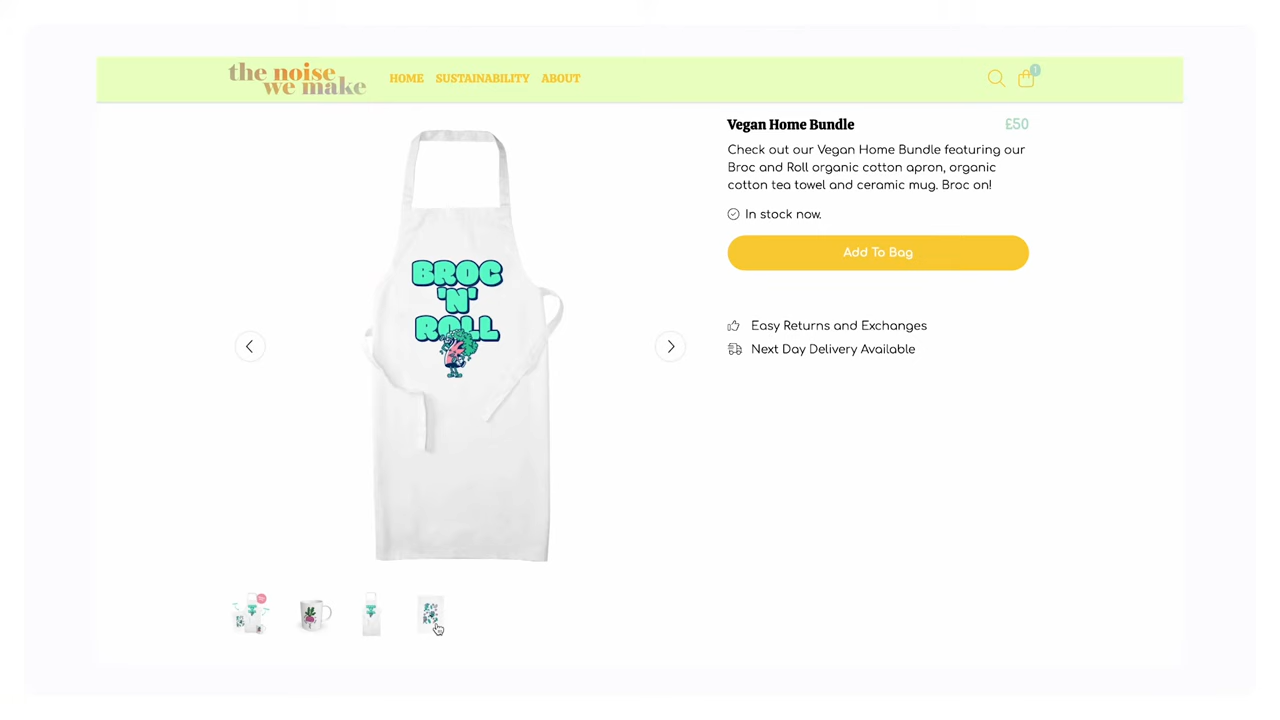 the noise
we make
HOME SUSTAINABILITY ABOUT
1
Vegan Home Bundle £50
Check out our Vegan Home Bundle featuring our
Broc and Roll organic cotton apron, organic
cotton tea towel and ceramic mug. Broc on!
In stock now.
Add To Bag
Easy Returns and Exchanges
Next Day Delivery Available
BROC
'N'
ROLL